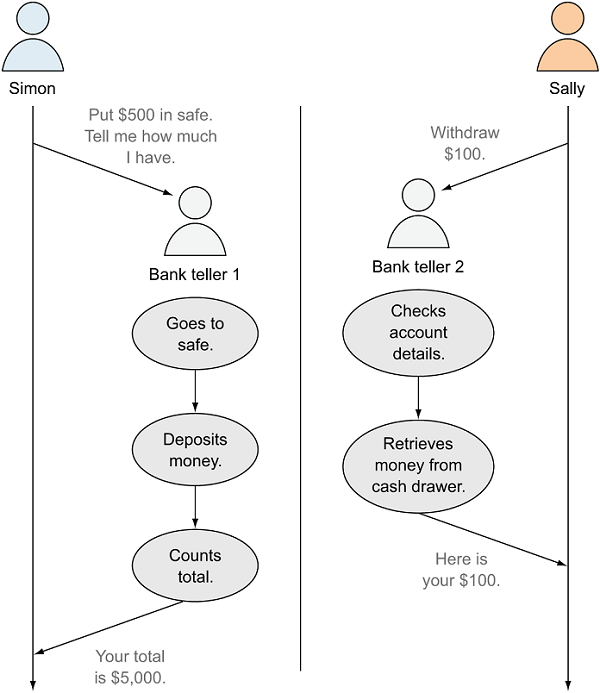 Simon
Put $500 in safe.
Tell me how much
I have.
Bank teller 1
Goes to
safe.
Deposits
money.
Counts
total.
Your total
is $5,000.
Sally
Withdraw
$100.
Bank teller 2
Checks
account
details.
Retrieves
money from
cash drawer.
Here is
your $100.